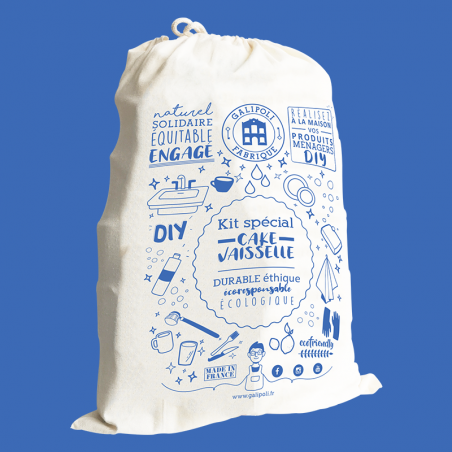 naturel
SOLIDAIRE
ÉQUITABLE
ENGAGE
GALIPOLI
FABRIQUE
RÉALISEZ
À LA MAISON
VOS
PRODUITS
MÉNAGERS
DIY
DIY
Kit spécial
CAKE
VAISSELLE
DURABLE éthique
écoresponsable
ÉCOLOGIQUE
ecofriendly
MADE IN
FRANCE
www.galipoli.fr